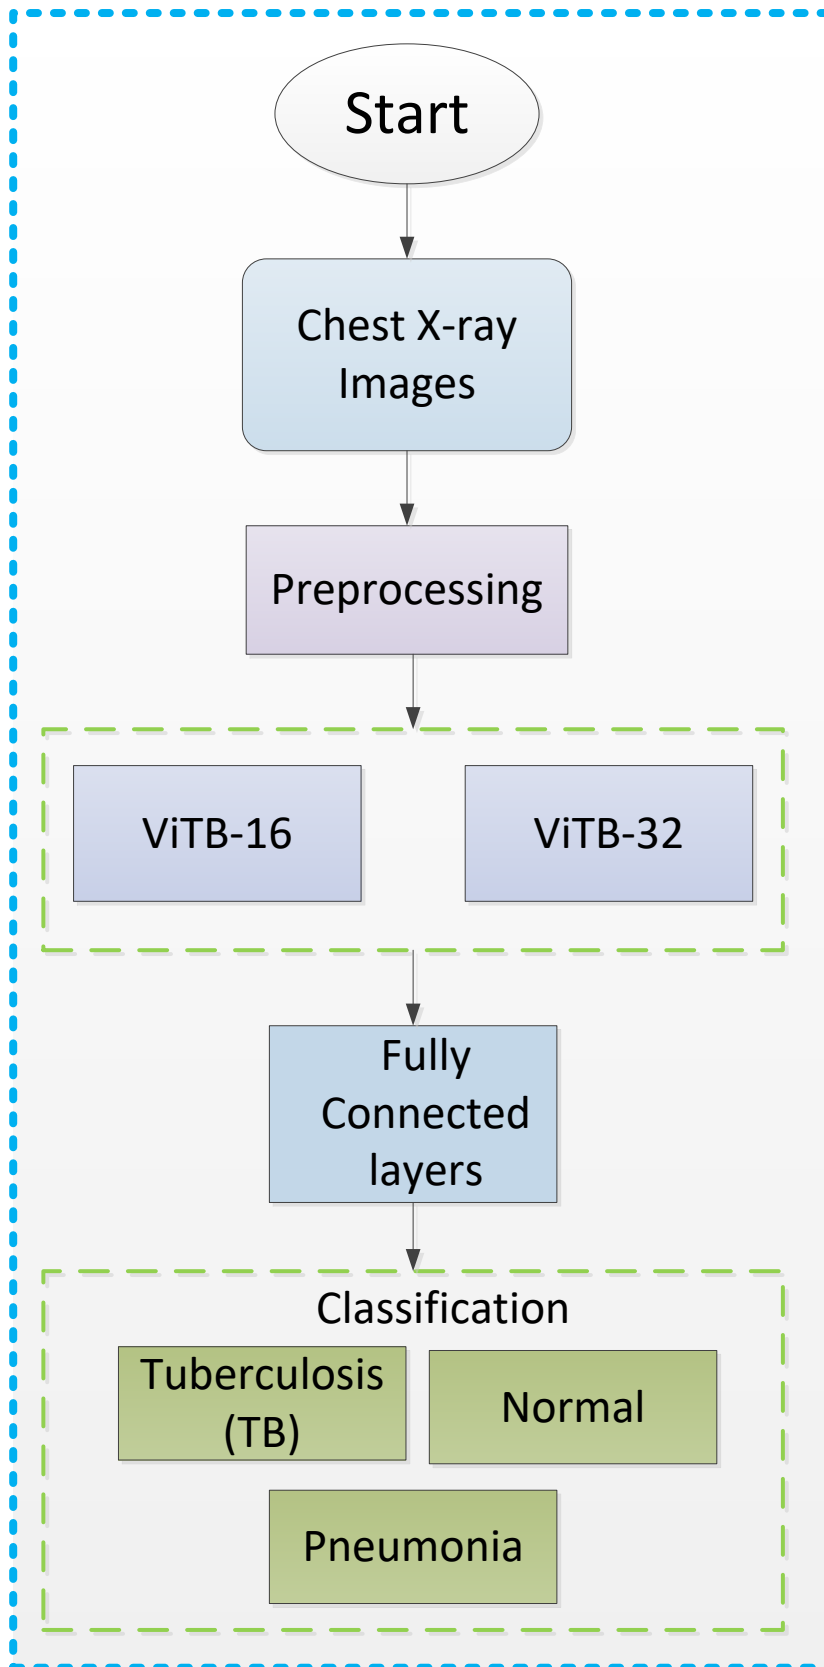 Start
Chest X-ray
Images
Preprocessing
ViTB-16
ViTB-32
Fully
Connected
layers
Classification
Tuberculosis
(TB)
Normal
Pneumonia